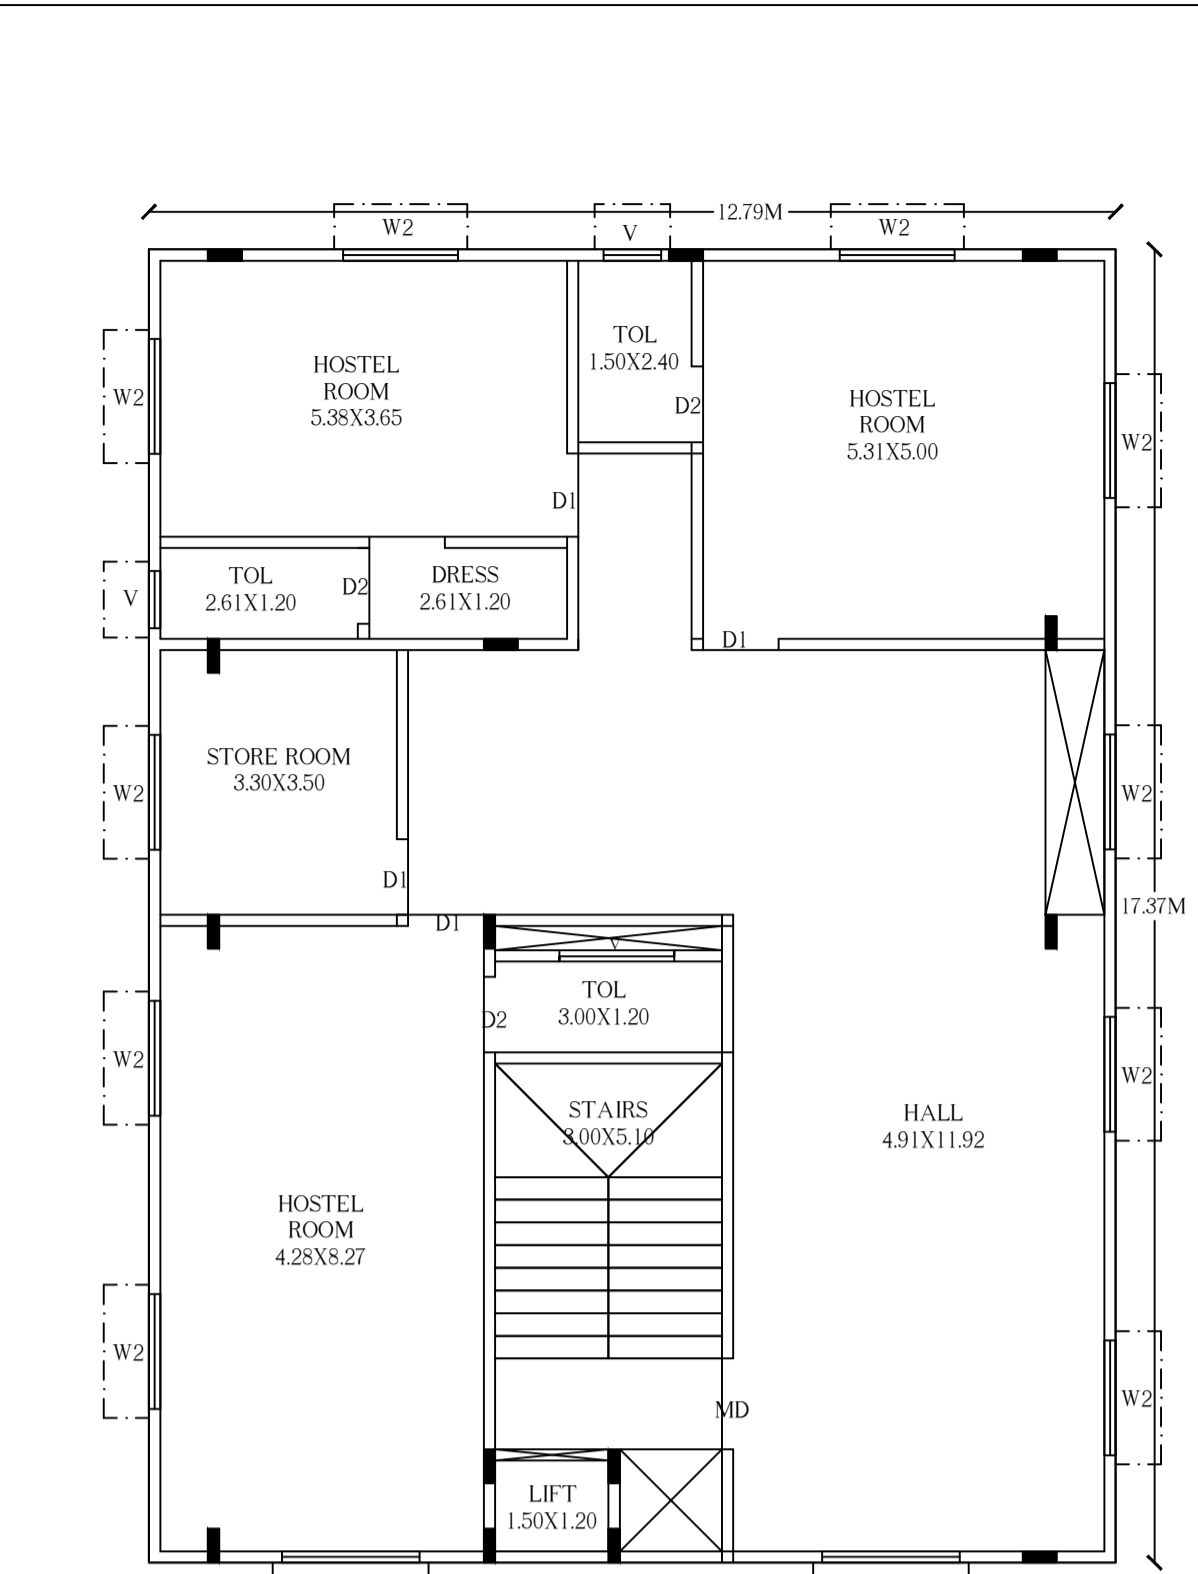 12.79M
W2
V
W2
HOSTEL
ROOM
5.38X3.65
TOL
1.50X2.40
D2
HOSTEL
ROOM
5.31X5.00
W2
W2
D1
TOL
2.61X1.20
D2
DRESS
2.61X1.20
V
D1
STORE ROOM
3.30X3.50
W2
W2
D1
17.37M
D1
V
TOL
3.00X1.20
D2
W2
W2
STAIRS
3.00X5.10
HALL
4.91X11.92
HOSTEL
ROOM
4.28X8.27
W2
W2
MD
LIFT
1.50X1.20